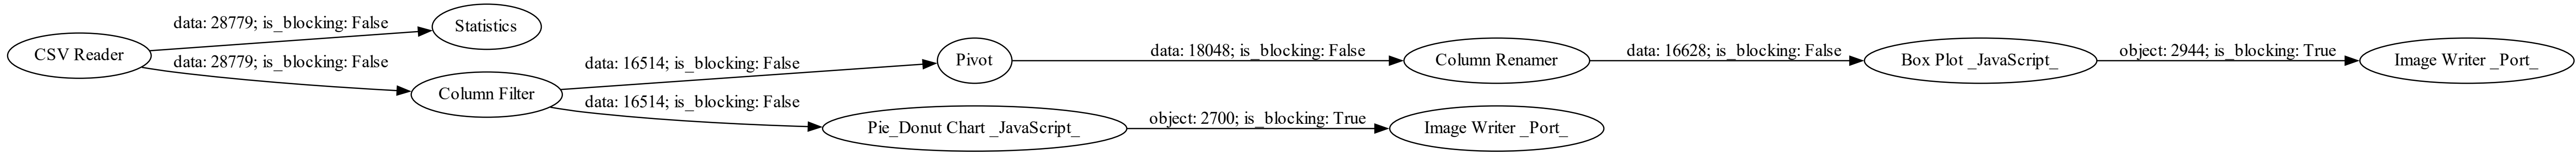 data: 28779; is_blocking: False
Statistics
CSV Reader
data: 28779; is_blocking: False
Column Filter
data: 16514; is_blocking: False
Pivot
data: 18048; is_blocking: False
Column Renamer
data: 16628; is_blocking: False
Box Plot _JavaScript_
object: 2944; is_blocking: True
Image Writer _Port_
data: 16514; is_blocking: False
Pie_Donut Chart _JavaScript_
object: 2700; is_blocking: True
Image Writer _Port_